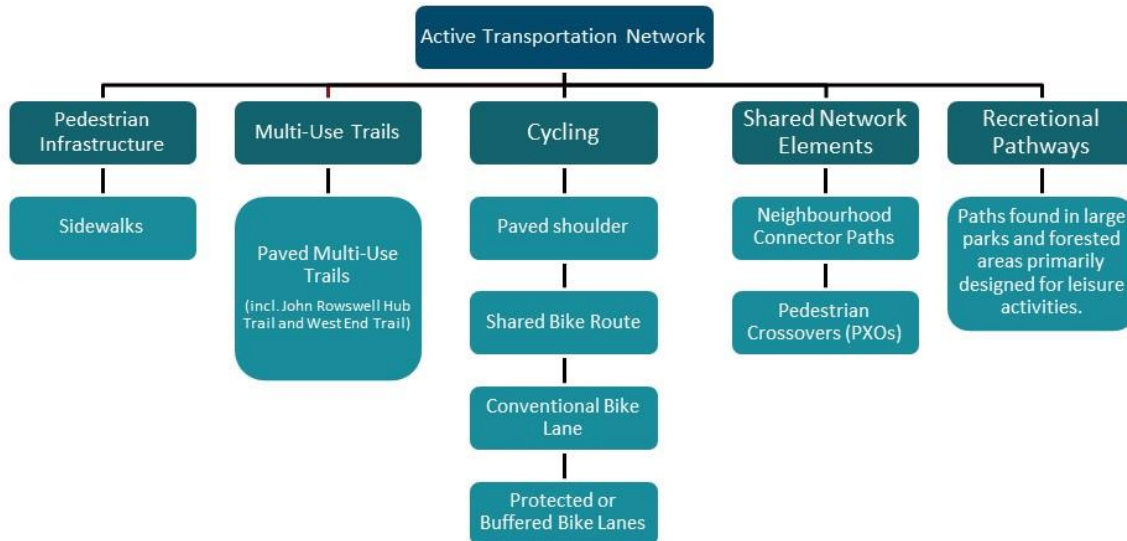 Active Transportation Network
Pedestrian
Infrastructure
Sidewalks
Multi-Use Trails
Paved Multi-Use
Trails
(incl. John Rowswell Hub
Trail and West End Trail)
Cycling
Paved shoulder
Shared Bike Route
Conventional Bike
Lane
Protected or
Buffered Bike Lanes
Shared Network
Elements
Neighbourhood
Connector Paths
Pedestrian
Crossovers (PXOs)
Recretional
Pathways
Paths found in large
parks and forested
areas primarily
designed for leisure
activities.